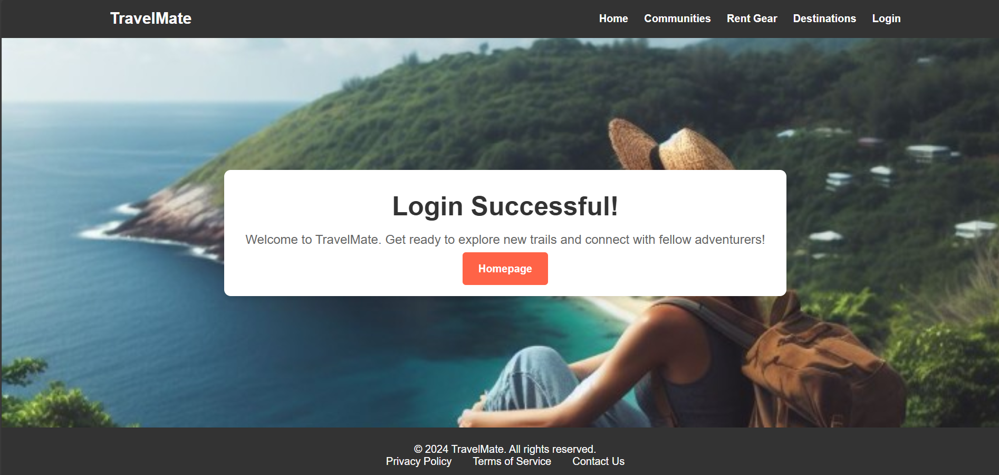 TravelMate
Home Communities Rent Gear Destinations Login
Login Successful!
Welcome to TravelMate. Get ready to explore new trails and connect with fellow adventurers!
Homepage
© 2024 TravelMate. All rights reserved.
Privacy Policy Terms of Service Contact Us